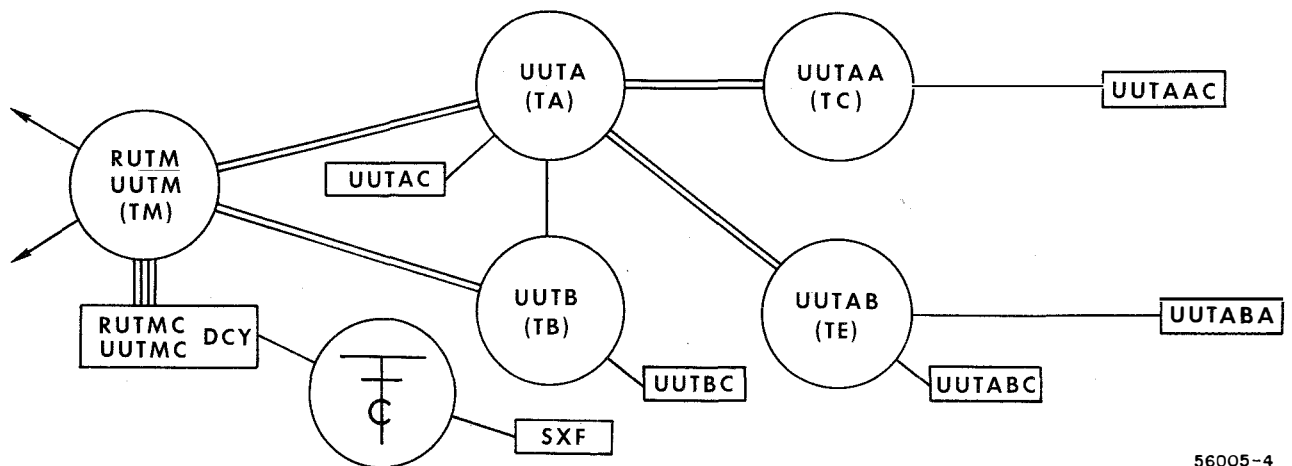 UUTA
(TA)
UUTAA
(TC)
UUTAAC
RUTM
UUTM
(TM)
UUTAC
UUTB
(TB)
UUTAB
(TE)
UUTABA
RUTMC
UUTMC
DCY
UUTBC
UUTABC
C
SXF
56005-4